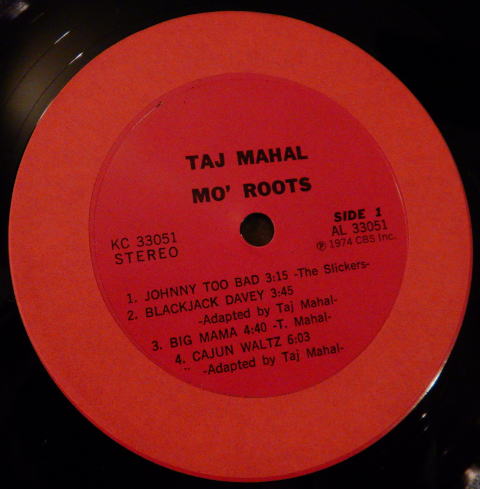 TAJ MAHAL
MO' ROOTS
KC 33051
STEREO
SIDE 1
AL 33051
℗ 1974 CBS Inc.
1. JOHNNY TOO BAD 3:15 -The Slickers-
2. BLACKJACK DAVEY 3:45
-Adapted by Taj Mahal-
3. BIG MAMA 4:40 -T. Mahal-
4. CAJUN WALTZ 6:03
" -Adapted by Taj Mahal-